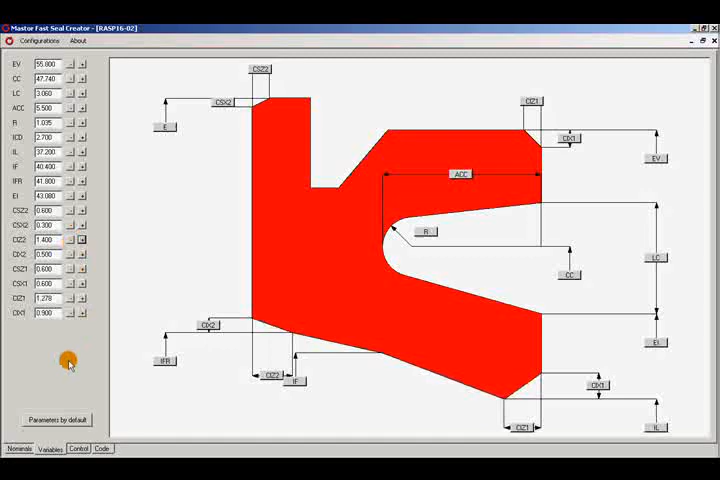 Mastor Fast Seal Creator - [RASP16-02]
Configurations About
EV 55.800 - +
CC 47.740 - +
LC 3.060 - +
ACC 5.500 - +
R 1.035 - +
ICD 2.700 - +
IL 37.200 - +
IF 40.400 - +
IFR 41.800 - +
EI 43.080 - +
CSZ2 0.600 - +
CSX2 0.300 - +
CIZ2 1.400 - +
CIX2 0.500 - +
CSZ1 0.600 - +
CSX1 0.600 - +
CIZ1 1.278 - +
CIX1 0.900 - +
Parameters by default
CSZ2
CSX2
E
CIZ1
CIX1
EV
ACC
R
LC
CC
CIX2
EI
IFR
CIZ2
IF
CIX1
CIZ1
IL
Nominals Variables Control Code